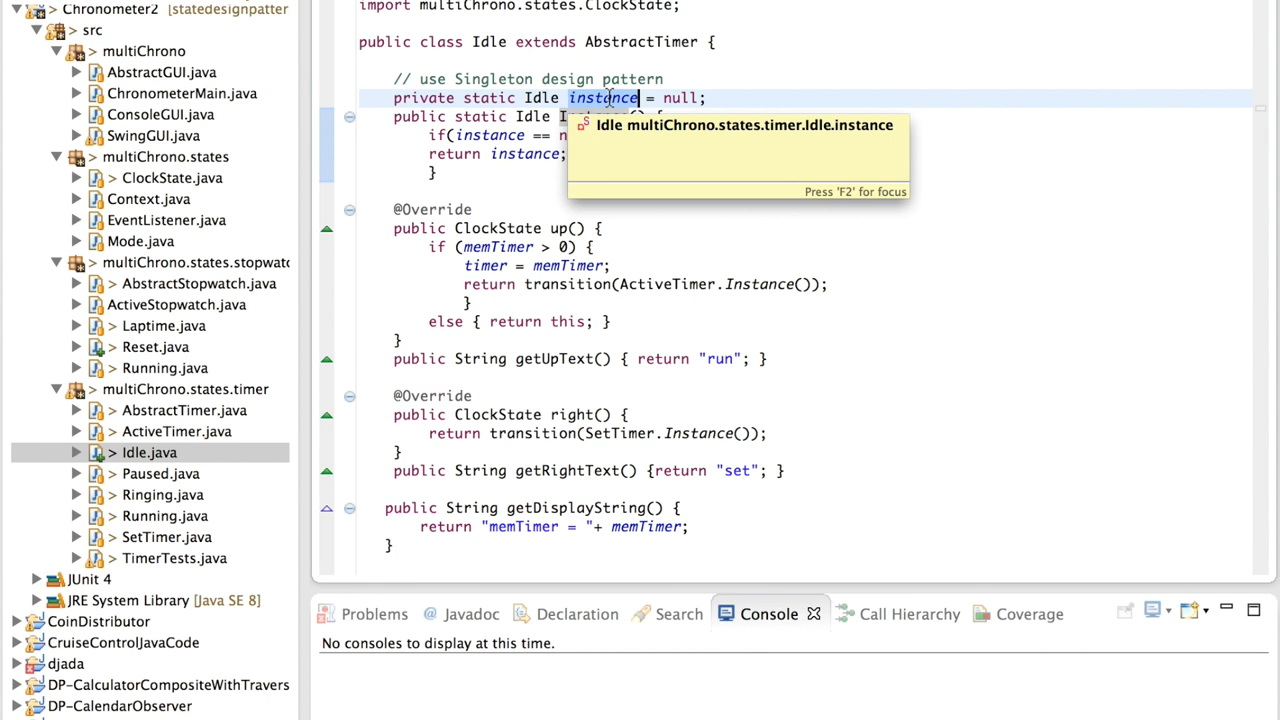 > Chronometer2 [statedesignpatter
> src
> multiChrono
> AbstractGUI.java
> ChronometerMain.java
> ConsoleGUI.java
> SwingGUI.java
> multiChrono.states
> ClockState.java
> Context.java
> EventListener.java
> Mode.java
> multiChrono.states.stopwatc
> AbstractStopwatch.java
> ActiveStopwatch.java
> Laptime.java
> Reset.java
> Running.java
> multiChrono.states.timer
> AbstractTimer.java
> ActiveTimer.java
> Idle.java
> Paused.java
> Ringing.java
> Running.java
> SetTimer.java
> TimerTests.java
JUnit 4
JRE System Library [Java SE 8]
CoinDistributor
CruiseControlJavaCode
djada
DP-CalculatorCompositeWithTravers
DP-CalendarObserver
import multiChrono.states.ClockState;
public class Idle extends AbstractTimer {
// use Singleton design pattern
private static Idle instance = null;
public static Idle
if(instance == n
return instance;
}
Idle multiChrono.states.timer.Idle.instance
Press 'F2' for focus
@Override
public ClockState up() {
if (memTimer > 0) {
timer = memTimer;
return transition(ActiveTimer.Instance());
}
else { return this; }
}
public String getUpText() { return "run"; }
@Override
public ClockState right() {
return transition(SetTimer.Instance());
}
public String getRightText() {return "set"; }
public String getDisplayString() {
return "memTimer = "+ memTimer;
}
Problems @ Javadoc Declaration Search Console Call Hierarchy Coverage
No consoles to display at this time.